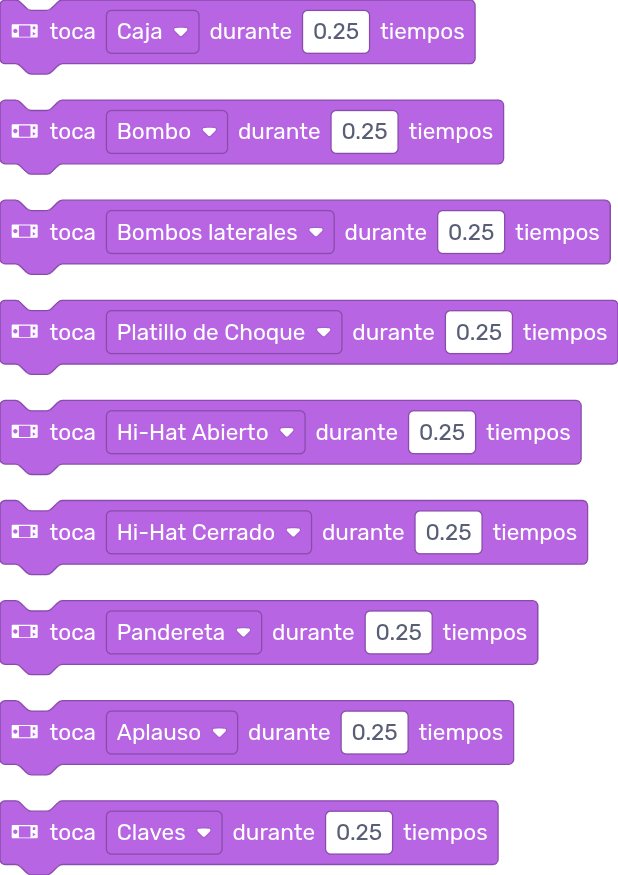 toca Caja durante 0.25 tiempos
toca Bombo durante 0.25 tiempos
toca Bombos laterales durante 0.25 tiempos
toca Platillo de Choque durante 0.25 tiempos
toca Hi-Hat Abierto durante 0.25 tiempos
toca Hi-Hat Cerrado durante 0.25 tiempos
toca Pandereta durante 0.25 tiempos
toca Aplauso durante 0.25 tiempos
toca Claves durante 0.25 tiempos